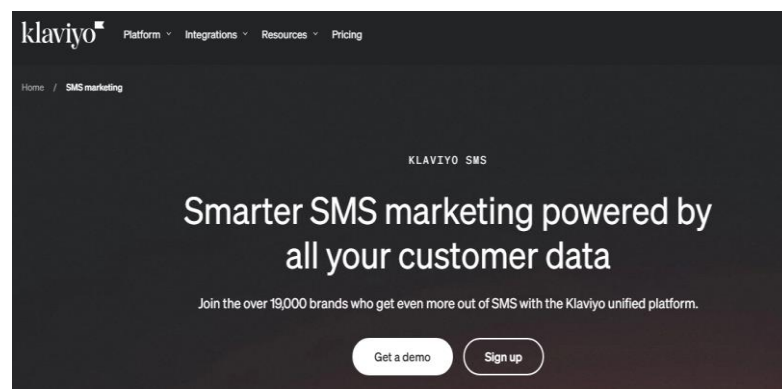 klaviyo Platform Integrations Resources Pricing
Home / SMS marketing
KLAVIYO SMS
Smarter SMS marketing powered by
all your customer data
Join the over 19,000 brands who get even more out of SMS with the Klaviyo unified platform.
Get a demo Sign up